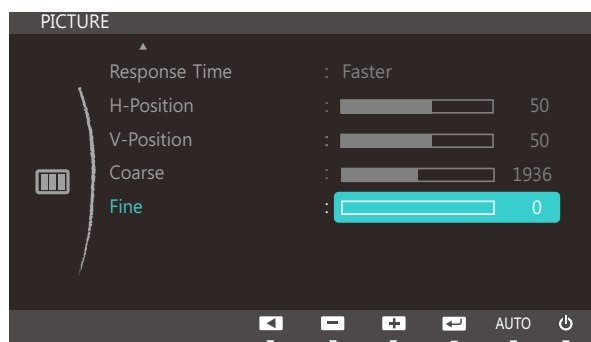 PICTURE
Response Time : Faster
H-Position : 50
V-Position : 50
Coarse : 1936
Fine : 0
AUTO